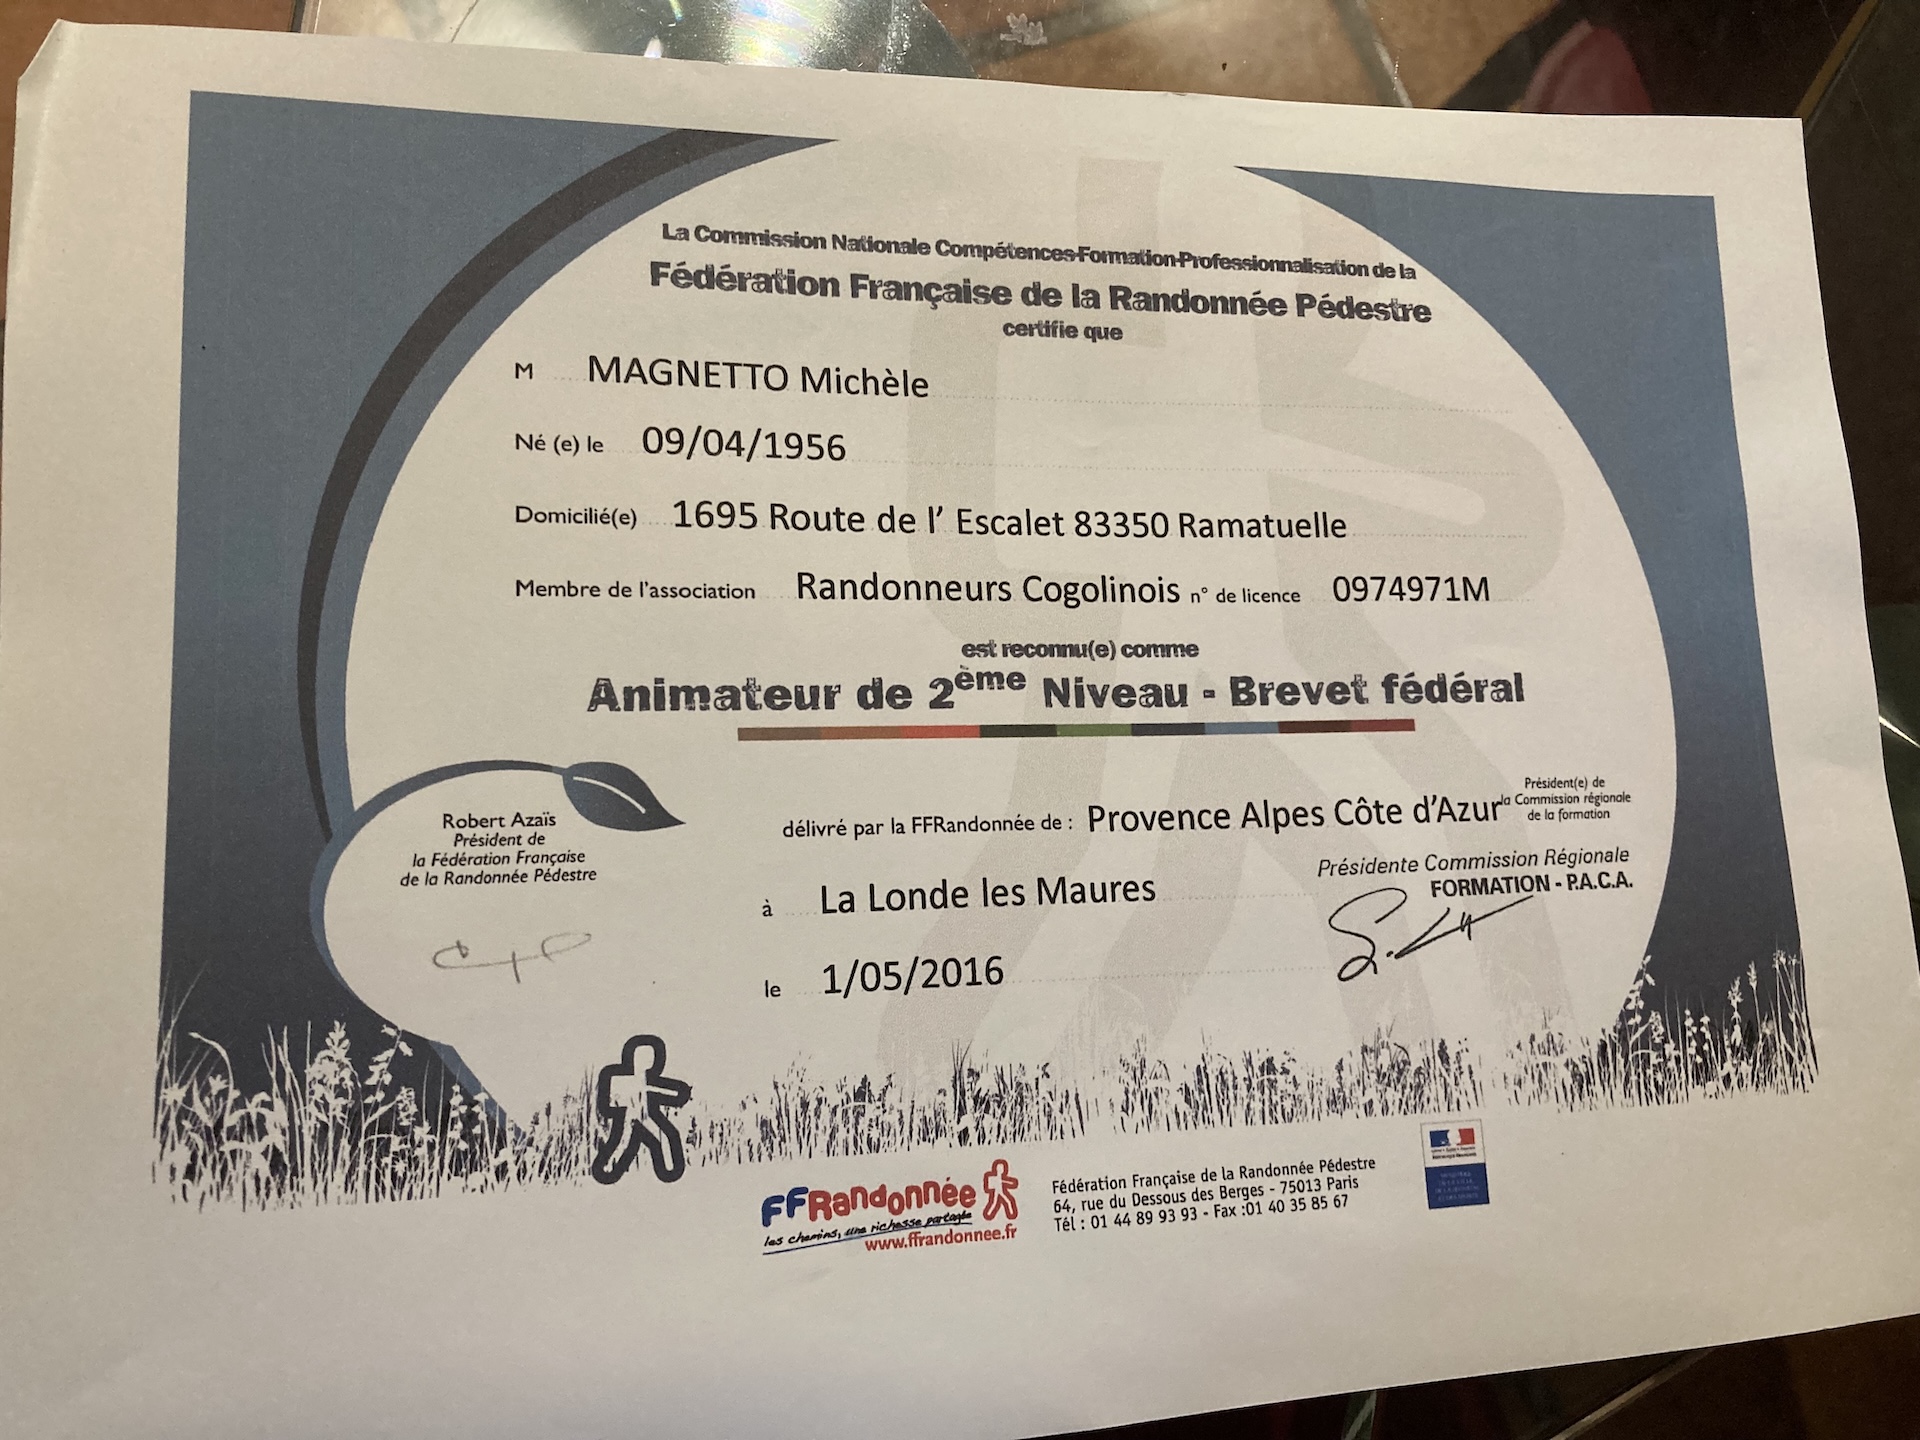 La Commission Nationale Compétences-Formation-Professionnalisation de la
Fédération Française de la Randonnée Pédestre
certifie que
M MAGNETTO Michèle
Né (e) le 09/04/1956
Domicilié(e) 1695 Route de l' Escalet 83350 Ramatuelle
Membre de l'association Randonneurs Cogolinois n° de licence 0974971M
est reconnu(e) comme
Animateur de 2ème Niveau - Brevet fédéral
Robert Azaïs
Président de
la Fédération Française
de la Randonnée Pédestre
délivré par la FFRandonnée de : Provence Alpes Côte d'Azur
Président(e) de
la Commission régionale
de la formation
Présidente Commission Régionale
FORMATION - P.A.C.A.
à La Londe les Maures
le 1/05/2016
FFRandonnée
les chemins, une richesse partagée
www.ffrandonnee.fr
Fédération Française de la Randonnée Pédestre
64, rue du Dessous des Berges - 75013 Paris
Tél : 01 44 89 93 93 - Fax :01 40 35 85 67